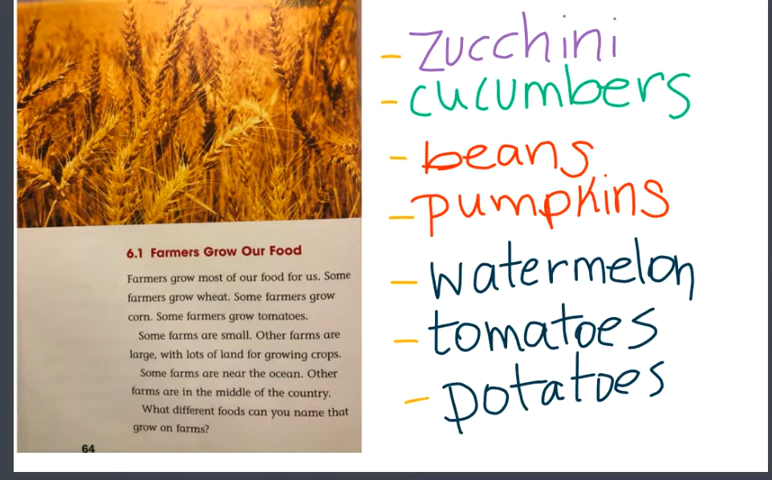 6.1 Farmers Grow Our Food
Farmers grow most of our food for us. Some
farmers grow wheat. Some farmers grow
corn. Some farmers grow tomatoes.
Some farms are small. Other farms are
large, with lots of land for growing crops.
Some farms are near the ocean. Other
farms are in the middle of the country.
What different foods can you name that
grow on farms?
64
- zucchini
- cucumbers
- beans
- pumpkins
- watermelon
- tomatoes
- potatoes